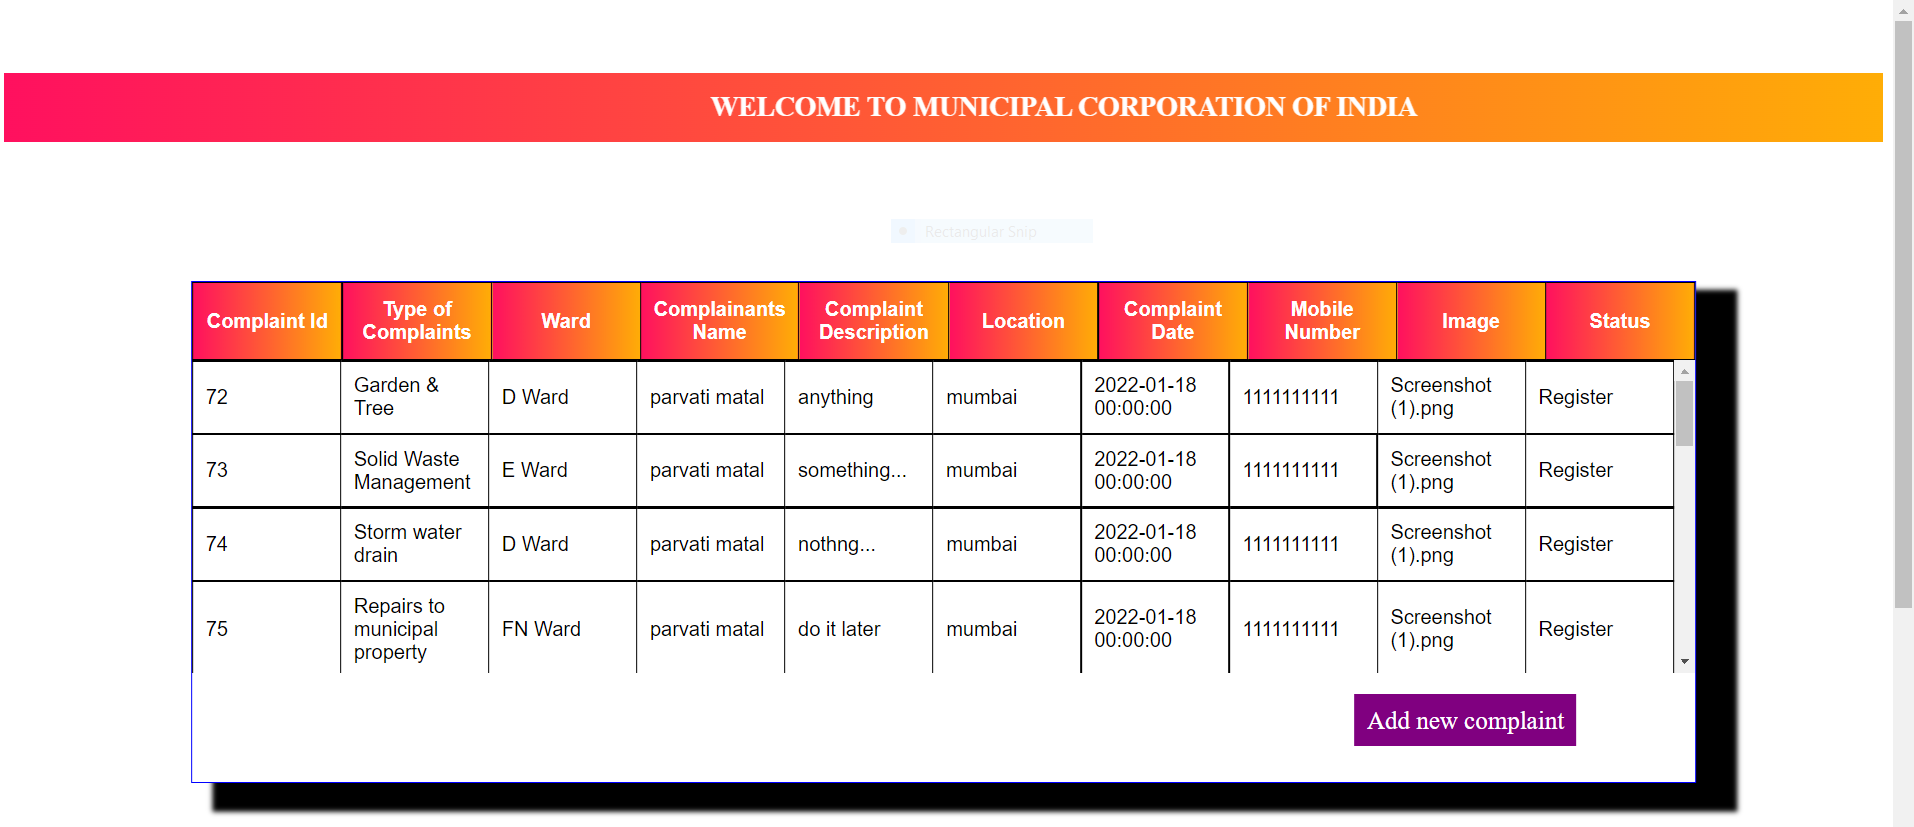 WELCOME TO MUNICIPAL CORPORATION OF INDIA
Rectangular Snip
Complaint Id
Type of
Complaints
Ward
Complainants
Name
Complaint
Description
Location
Complaint
Date
Mobile
Number
Image
Status
72
Garden &
Tree
D Ward
parvati matal
anything
mumbai
2022-01-18
00:00:00
1111111111
Screenshot
(1).png
Register
73
Solid Waste
Management
E Ward
parvati matal
something...
mumbai
2022-01-18
00:00:00
1111111111
Screenshot
(1).png
Register
74
Storm water
drain
D Ward
parvati matal
nothng...
mumbai
2022-01-18
00:00:00
1111111111
Screenshot
(1).png
Register
75
Repairs to
municipal
property
FN Ward
parvati matal
do it later
mumbai
2022-01-18
00:00:00
1111111111
Screenshot
(1).png
Register
Add new complaint